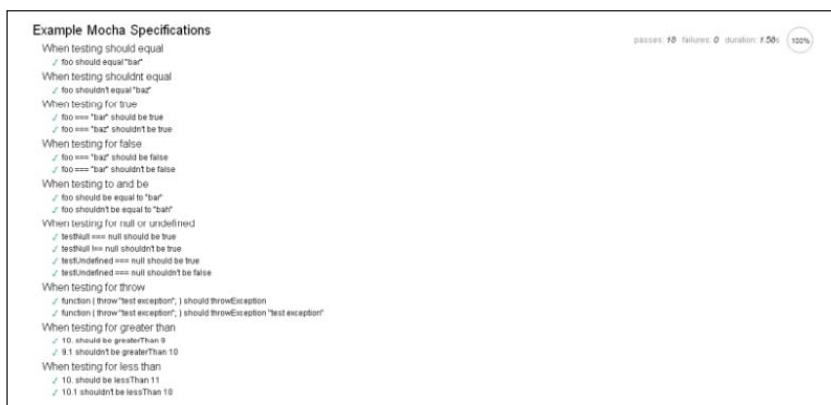 Example Mocha Specifications
passes: 18 failures: 0 duration: 1.58s 100%
When testing should equal
✓ foo should equal "bar"
When testing shouldnt equal
✓ foo shouldn't equal "baz"
When testing for true
✓ foo === "bar" should be true
✓ foo === "baz" shouldn't be true
When testing for false
✓ foo === "baz" should be false
✓ foo === "bar" shouldn't be false
When testing to and be
✓ foo should be equal to "bar"
✓ foo shouldn't be equal to "bah"
When testing for null or undefined
✓ testNull === null should be true
✓ testNull !== null shouldn't be true
✓ testUndefined === null should be true
✓ testUndefined === null shouldn't be false
When testing for throw
✓ function { throw "test exception"; } should throwException
✓ function { throw "test exception"; } should throwException "test exception"
When testing for greater than
✓ 10. should be greaterThan 9
✓ 9.1 shouldn't be greaterThan 10
When testing for less than
✓ 10. should be lessThan 11
✓ 10.1 shouldn't be lessThan 10